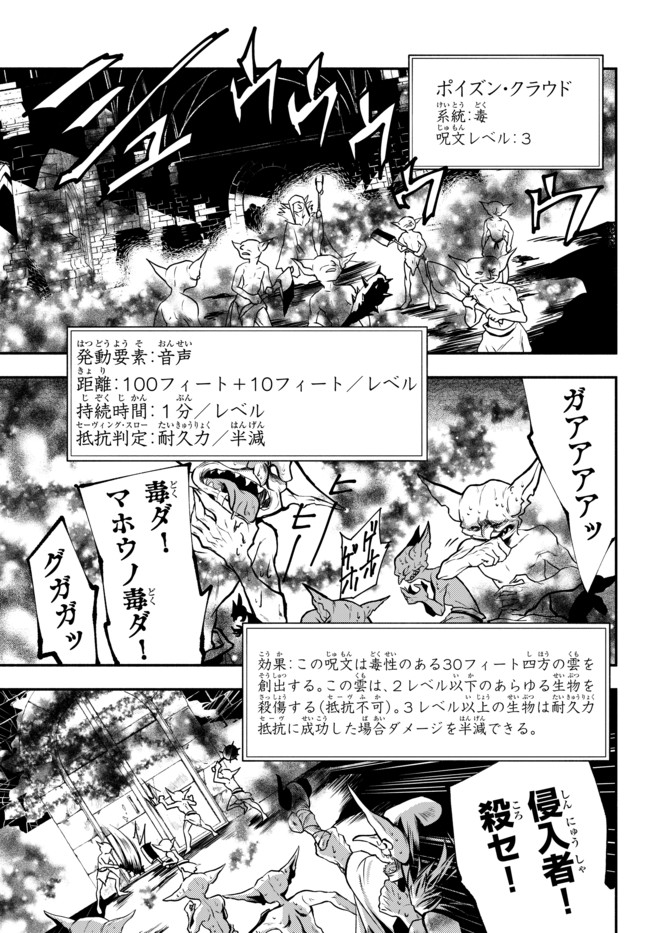 ポイズン・クラウド
系統:毒
呪文レベル:3
シュウウウウ
発動要素:音声
距離:100フィート+10フィート/レベル
持続時間:1分/レベル
抵抗判定:耐久力/半減
ガアアアアッ
ゲホ
ゲホ
毒ダ!
マホウノ毒ダ!
グガガッ
効果:この呪文は毒性のある30フィート四方の雲を
創出する。この雲は、2レベル以下のあらゆる生物を
殺傷する(抵抗不可)。3レベル以上の生物は耐久力
抵抗に成功した場合ダメージを半減できる。
侵入者!
殺セ!